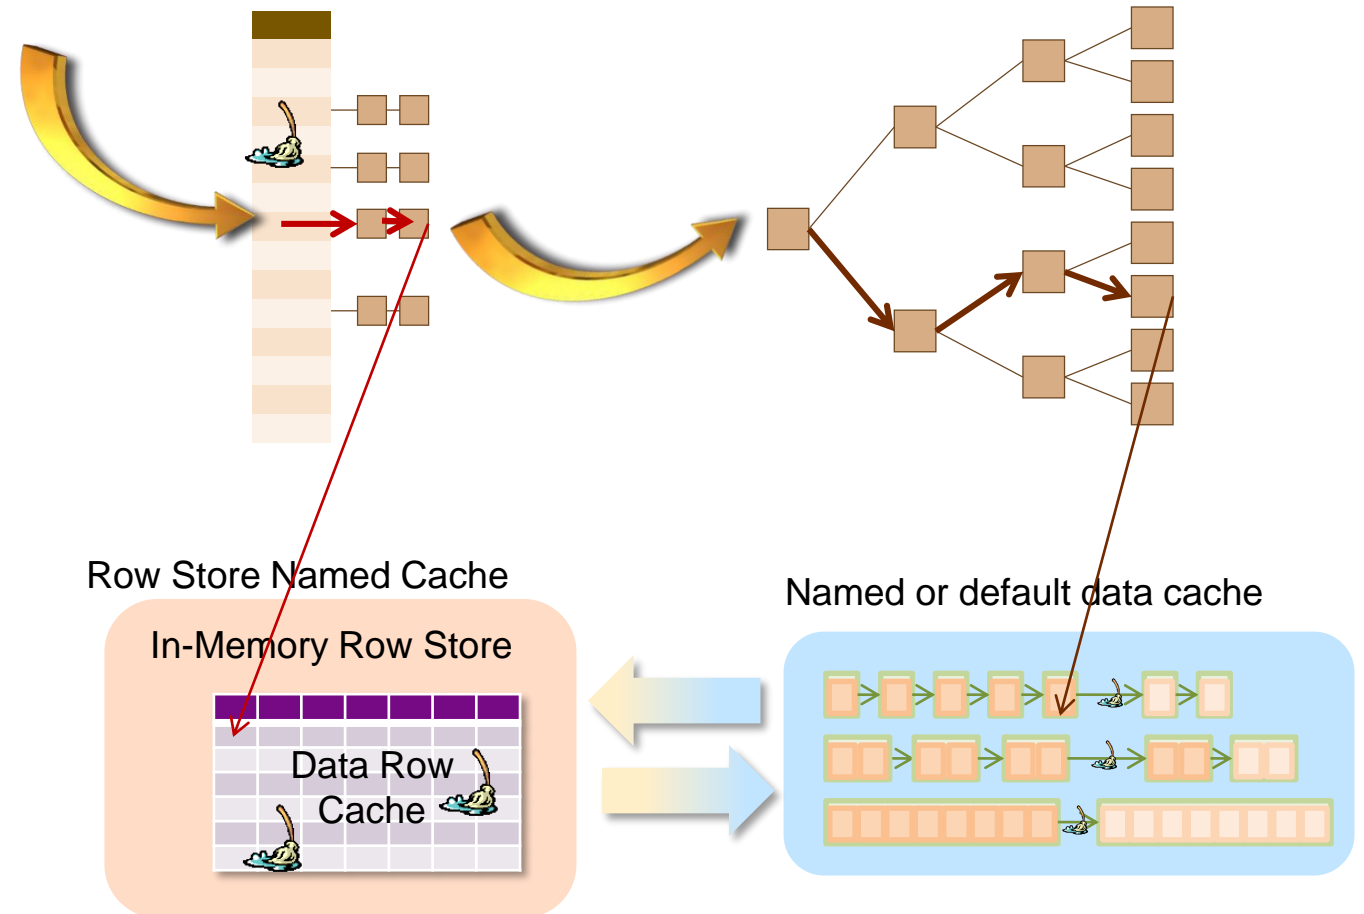 Row Store Named Cache
Named or default data cache
In-Memory Row Store
Data Row
Cache